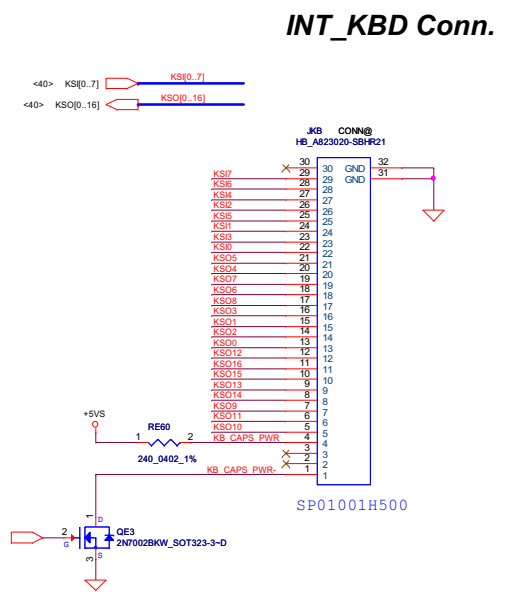 INT_KBD Conn.
<40> KSI[0..7] KSI[0..7]
<40> KSO[0..16] KSO[0..16]
JKB CONN@
HB_A823020-SBHR21
30 30 GND 32
KSI7 29 29 GND 31
KSI6 28 28
KSI4 27 27
KSI2 26 26
KSI5 25 25
KSI1 24 24
KSI3 23 23
KSI0 22 22
KSO5 21 21
KSO4 20 20
KSO7 19 19
KSO6 18 18
KSO8 17 17
KSO3 16 16
KSO1 15 15
KSO2 14 14
KSO0 13 13
KSO12 12 12
KSO16 11 11
KSO15 10 10
KSO13 9 9
KSO14 8 8
KSO9 7 7
KSO11 6 6
KSO10 5 5
KB_CAPS_PWR 4 4
3 3
2 2
KB_CAPS_PWR- 1 1
+5VS
RE60
1 2
240_0402_1%
SP01001H500
1 D
2 G
3 S
QE3
2N7002BKW_SOT323-3~D